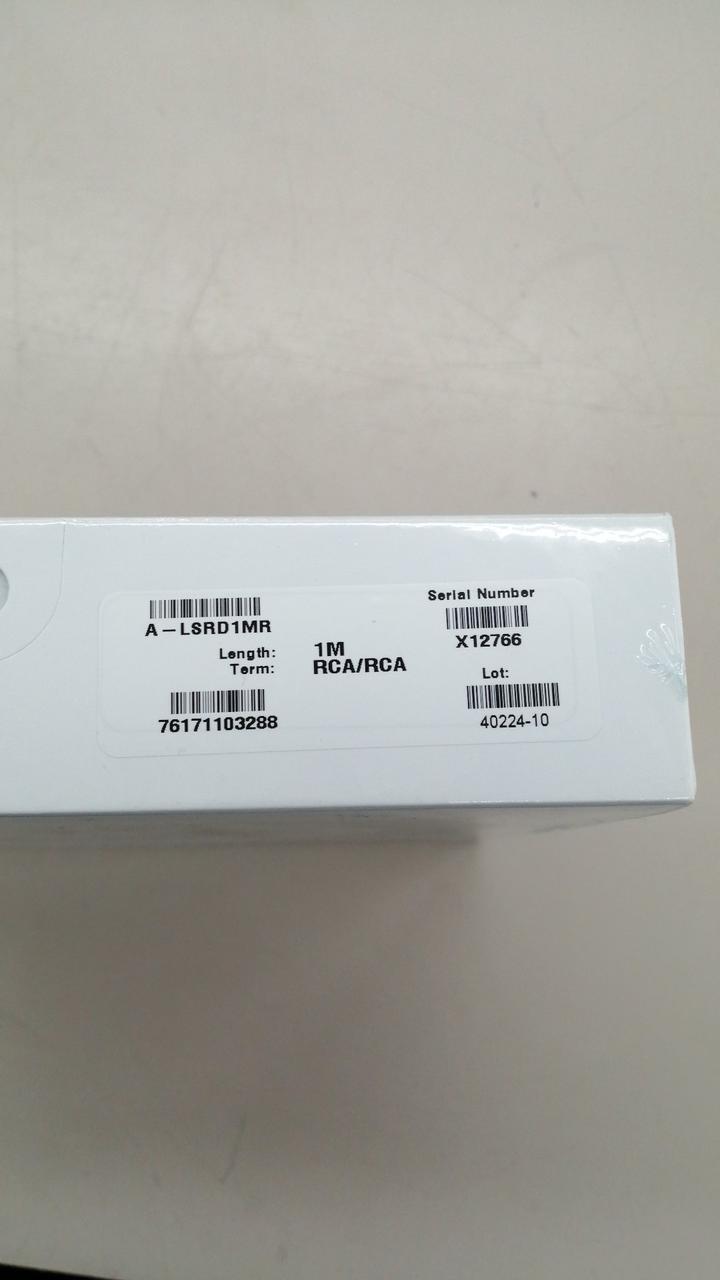 A-LSRD1MR
Length: 1M
Term: RCA/RCA
76171103288
Serial Number
X12766
Lot:
40224-10